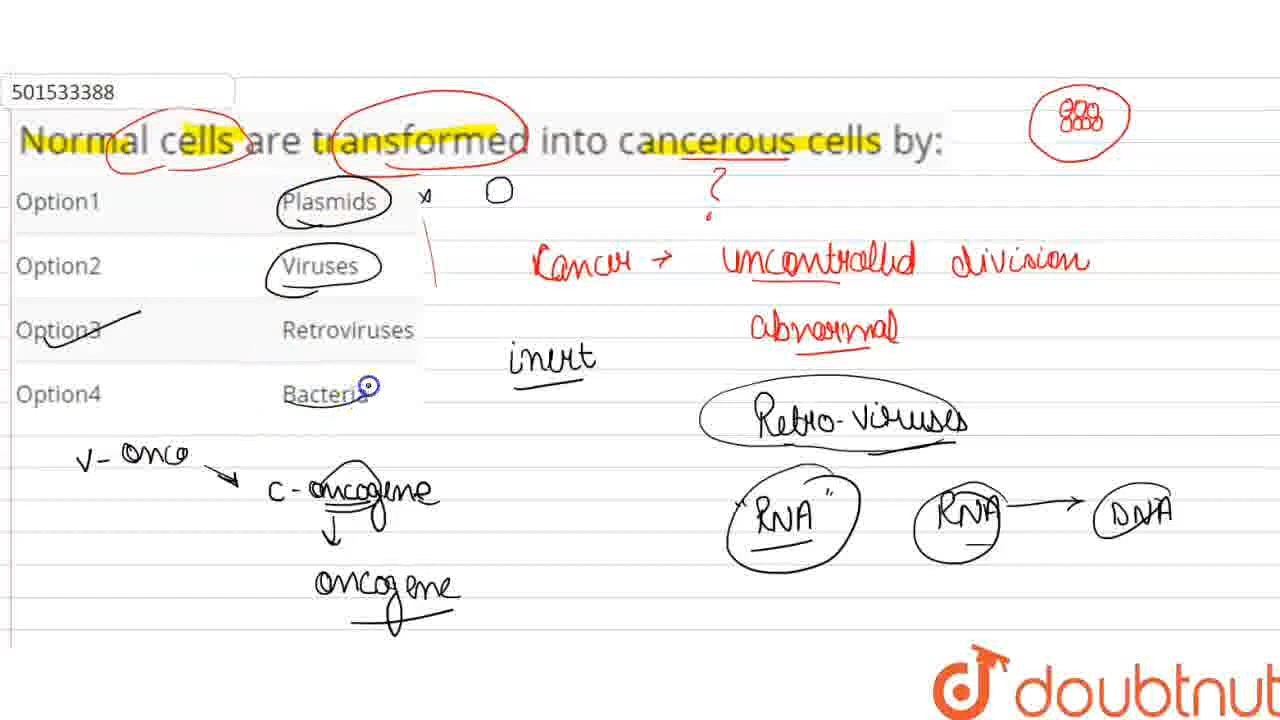 501533388
Normal cells are transformed into cancerous cells by:
?
Option1 Plasmids x
Option2 Viruses
Cancer → uncontrolled division
abnormal
Option3 Retroviruses
inert
Option4 Bacteria
Retro-viruses
v- onco
c- oncogene
"RNA" RNA → DNA
oncogene
doubtnut